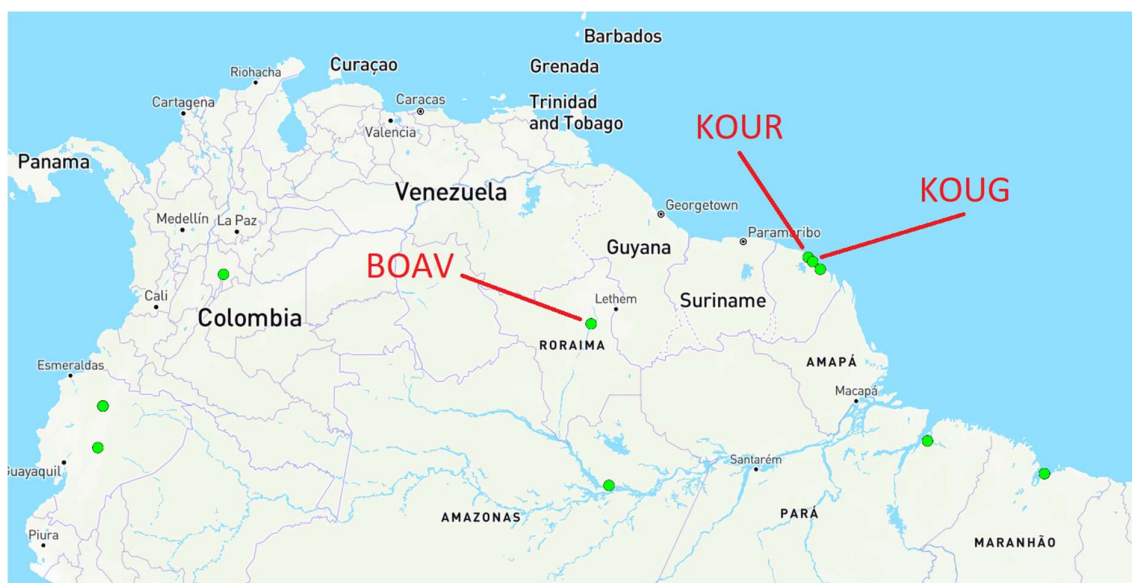 Barbados
Curaçao
Grenada
Riohacha
Caracas
Cartagena
Trinidad
and Tobago
Valencia
KOUR
Panama
Venezuela
KOUG
Georgetown
Medellín
La Paz
Paramaribo
Guyana
BOAV
Cali
Lethem
Suriname
Colombia
RORAIMA
Esmeraldas
AMAPÁ
Macapá
Guayaquil
Santarém
AMAZONAS
PARÁ
Piura
MARANHÃO